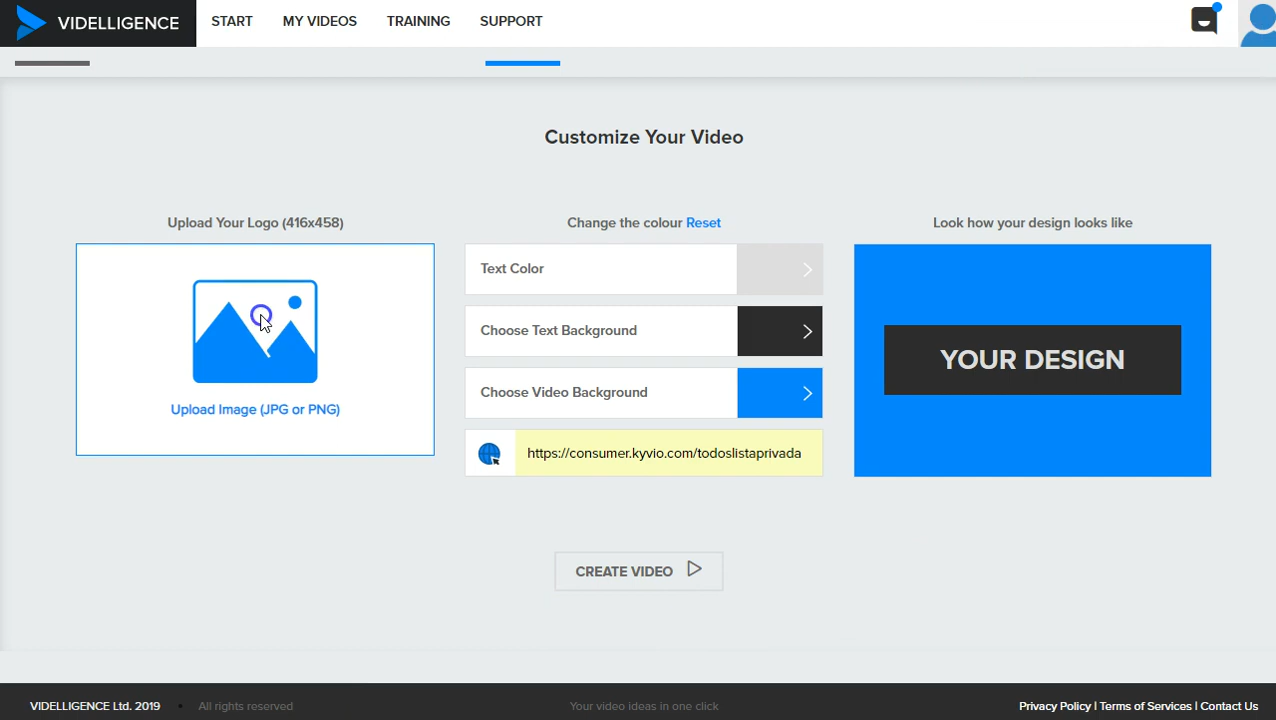 VIDELLIGENCE
START
MY VIDEOS
TRAINING
SUPPORT
Customize Your Video
Upload Your Logo (416x458)
Upload Image (JPG or PNG)
Change the colour Reset
Text Color
Choose Text Background
Choose Video Background
https://consumer.kyvio.com/todoslistaprivada
Look how your design looks like
YOUR DESIGN
CREATE VIDEO
VIDELLIGENCE Ltd. 2019 • All rights reserved
Your video ideas in one click
Privacy Policy | Terms of Services | Contact Us